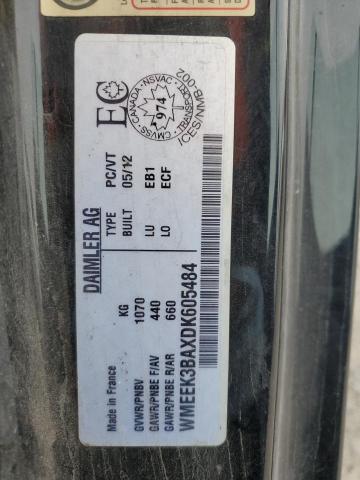 DAIMLER AG
TYPE PC/VT
BUILT 05/12
LU EB1
LO ECF
EC
CANADA-NSVAC-TRANSPORT-CMVSS-
974
ICES/NMB-002
Made in France KG
GVWR/PNBV 1070
GAWR/PNBE F/AV 440
GAWR/PNBE R/AR 660
WMEEK3BAXDK605484